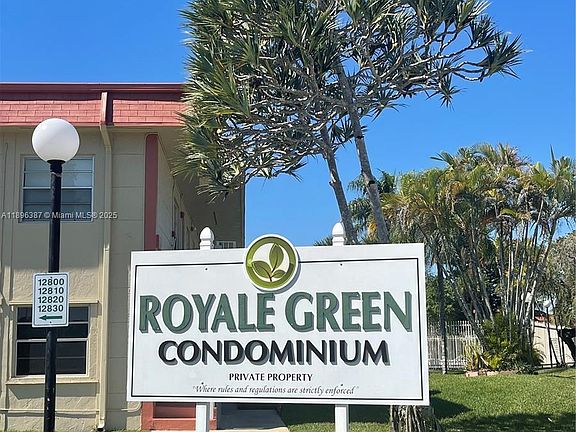 A11896387 © Miami MLS © 2025
12800
12810
12820
12830
ROYALE GREEN
CONDOMINIUM
PRIVATE PROPERTY
"Where rules and regulations are strictly enforced"